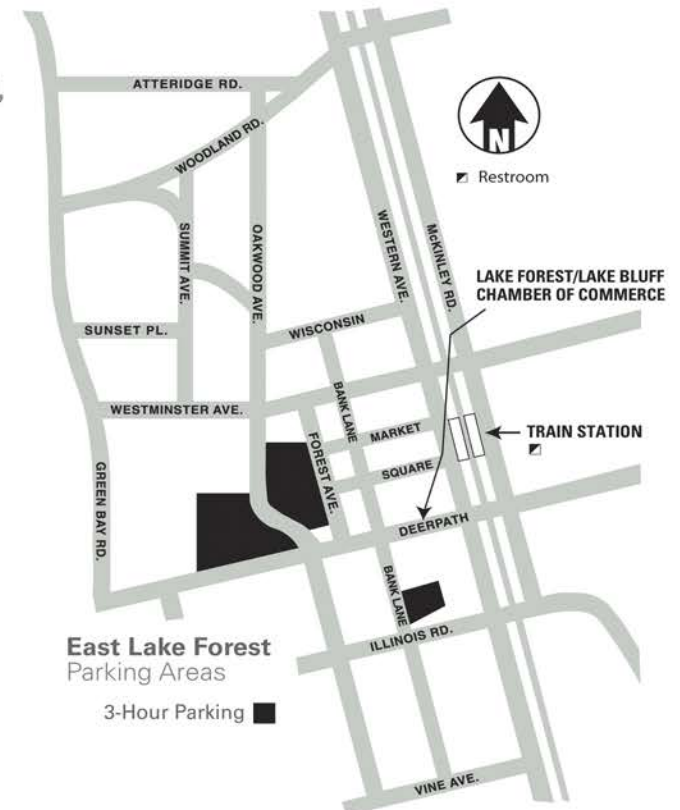 ATTERIDGE RD.
WOODLAND RD.
N
Restroom
SUMMIT AVE.
OAKWOOD AVE.
WESTERN AVE.
McKINLEY RD.
LAKE FOREST/LAKE BLUFF
CHAMBER OF COMMERCE
SUNSET PL.
WISCONSIN
WESTMINSTER AVE.
BANK LANE
MARKET
TRAIN STATION
FOREST AVE.
SQUARE
GREEN BAY RD.
DEERPATH
BANK LANE
ILLINOIS RD.
East Lake Forest
Parking Areas
3-Hour Parking
VINE AVE.